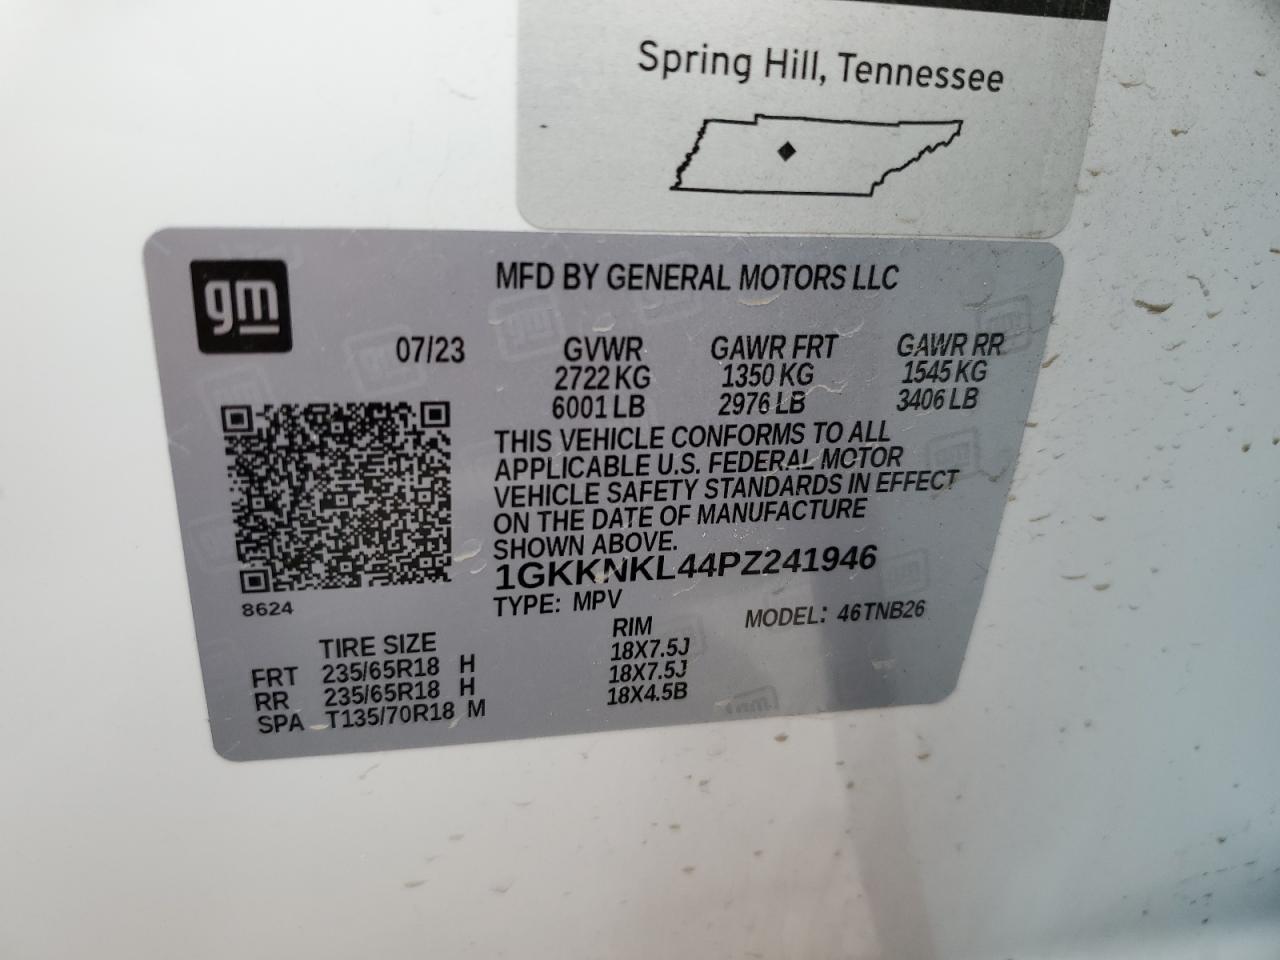 Spring Hill, Tennessee
gm
MFD BY GENERAL MOTORS LLC
07/23 GVWR GAWR FRT GAWR RR
2722 KG 1350 KG 1545 KG
6001 LB 2976 LB 3406 LB
THIS VEHICLE CONFORMS TO ALL
APPLICABLE U.S. FEDERAL MOTOR
VEHICLE SAFETY STANDARDS IN EFFECT
ON THE DATE OF MANUFACTURE
SHOWN ABOVE.
1GKKNKL44PZ241946
8624
TYPE: MPV MODEL: 46TNB26
TIRE SIZE RIM
FRT 235/65R18 H 18X7.5J
RR 235/65R18 H 18X7.5J
SPA T135/70R18 M 18X4.5B